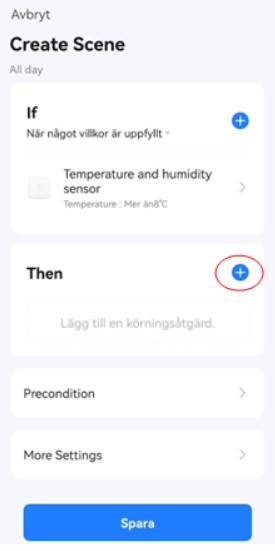 Avbryt
Create Scene
All day
If
När något villkor är uppfyllt
Temperature and humidity
sensor
Temperature : Mer än8°C
Then
Lägg till en körningsåtgärd.
Precondition
More Settings
Spara